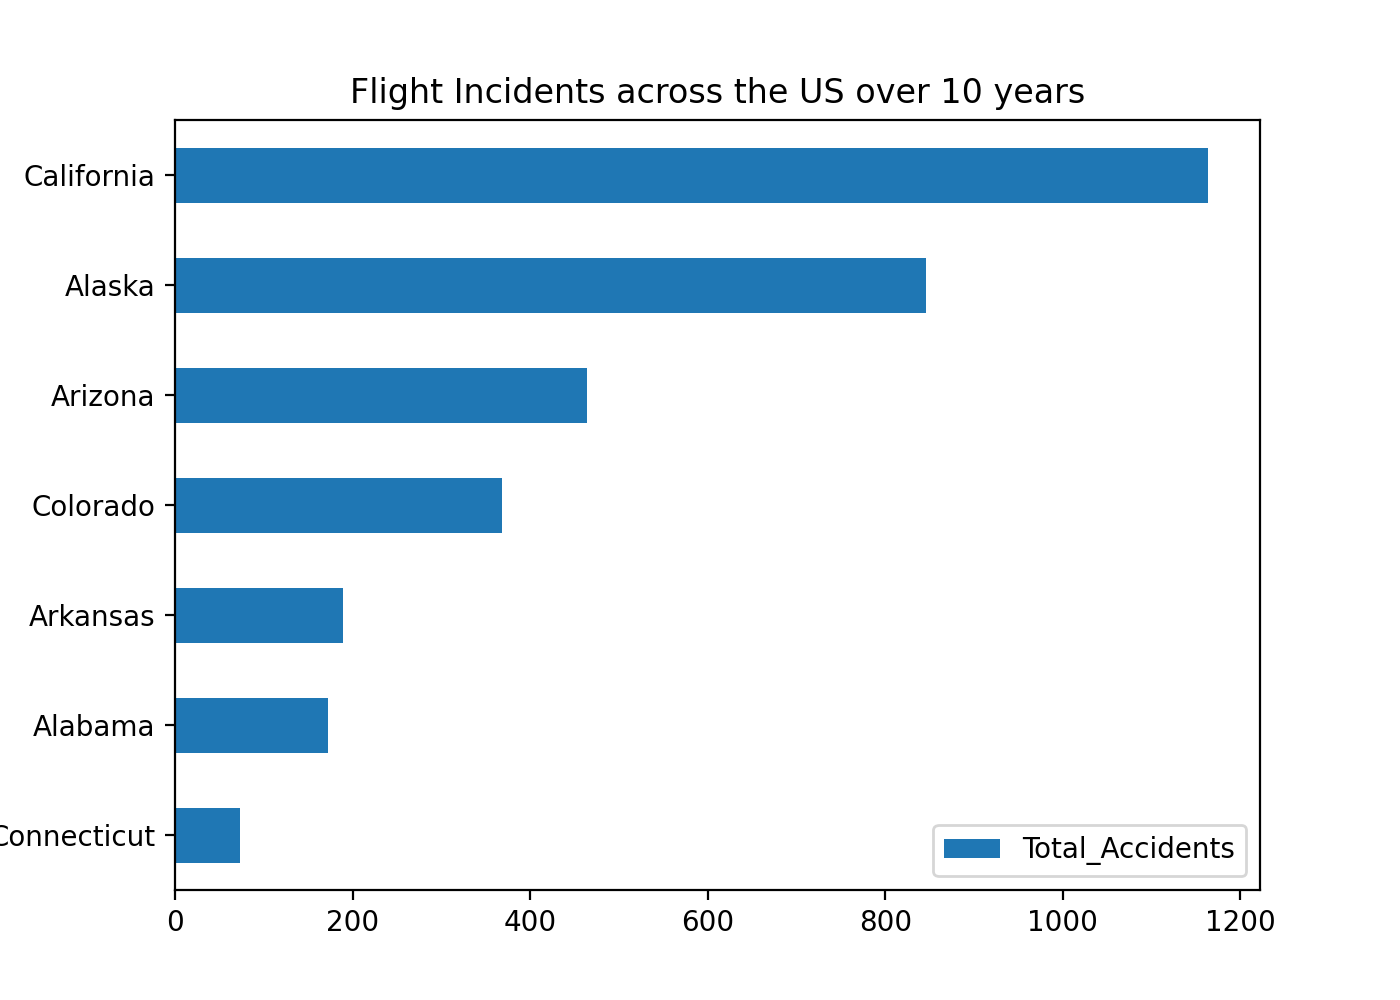 Flight Incidents across the US over 10 years
California
Alaska
Arizona
Colorado
Arkansas
Alabama
Connecticut
Total_Accidents
0 200 400 600 800 1000 1200